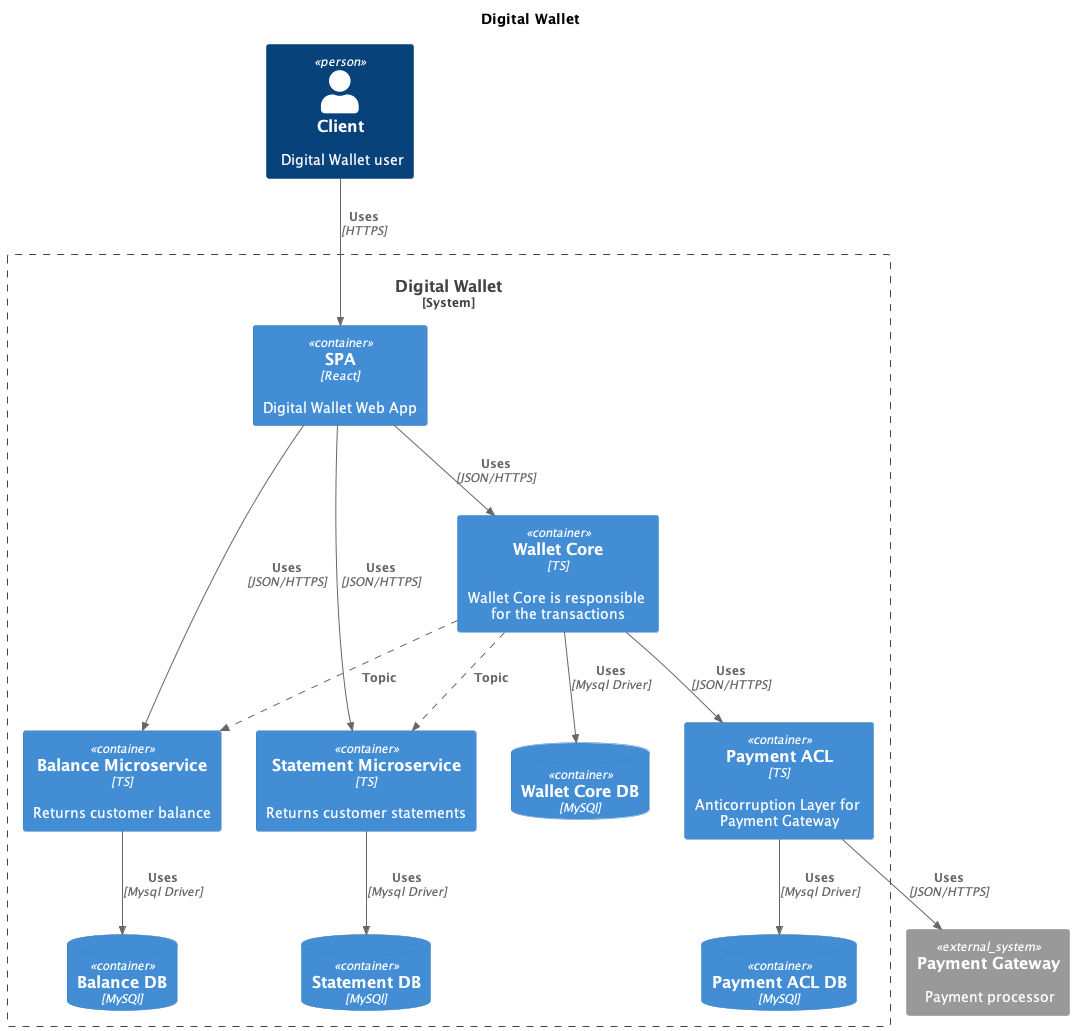 Digital Wallet
«person»
Client
Digital Wallet user
Uses
[HTTPS]
Digital Wallet
[System]
«container»
SPA
[React]
Digital Wallet Web App
Uses
[JSON/HTTPS]
«container»
Wallet Core
[TS]
Wallet Core is responsible
for the transactions
Uses
[JSON/HTTPS]
Uses
[JSON/HTTPS]
Topic
Topic
Uses
[Mysql Driver]
Uses
[JSON/HTTPS]
«container»
Balance Microservice
[TS]
Returns customer balance
«container»
Statement Microservice
[TS]
Returns customer statements
«container»
Wallet Core DB
[MySQl]
«container»
Payment ACL
[TS]
Anticorruption Layer for
Payment Gateway
Uses
[Mysql Driver]
Uses
[Mysql Driver]
Uses
[Mysql Driver]
Uses
[JSON/HTTPS]
«container»
Balance DB
[MySQl]
«container»
Statement DB
[MySQl]
«container»
Payment ACL DB
[MySQl]
«external_system»
Payment Gateway
Payment processor